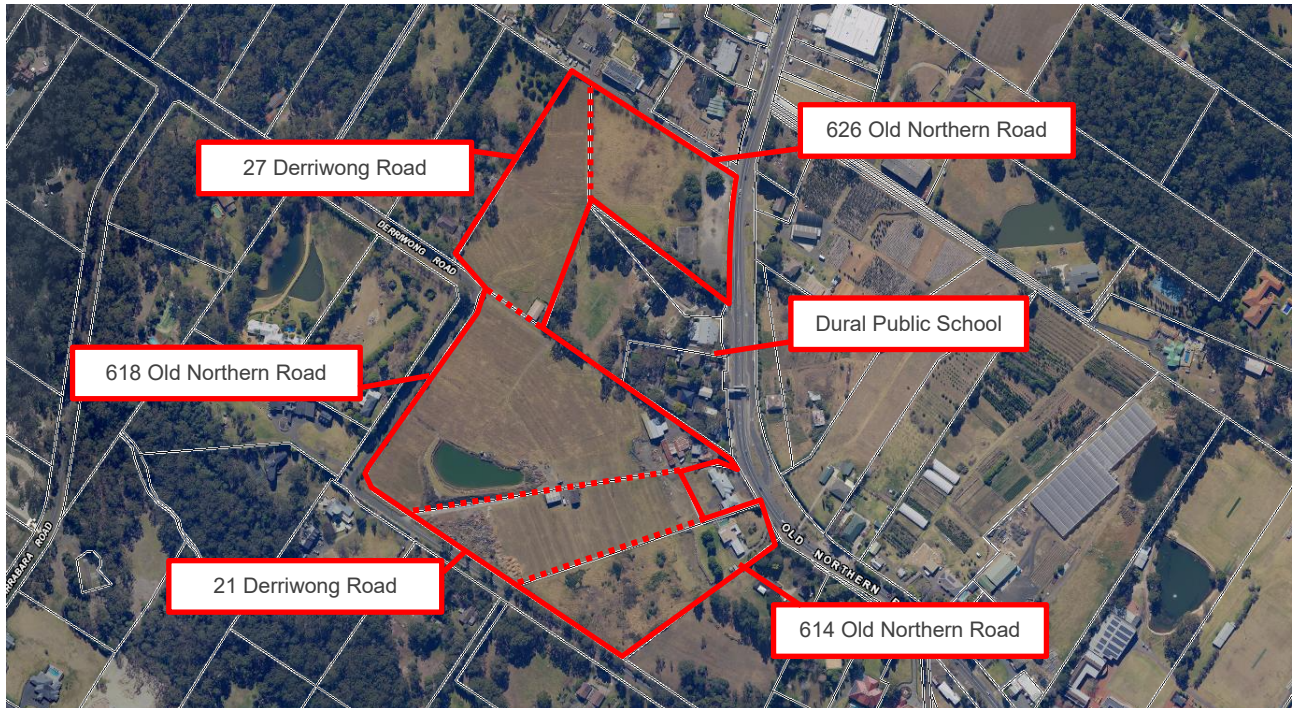 626 Old Northern Road
27 Derriwong Road
DERRIWONG ROAD
Dural Public School
618 Old Northern Road
OLD NORTHERN
21 Derriwong Road
614 Old Northern Road